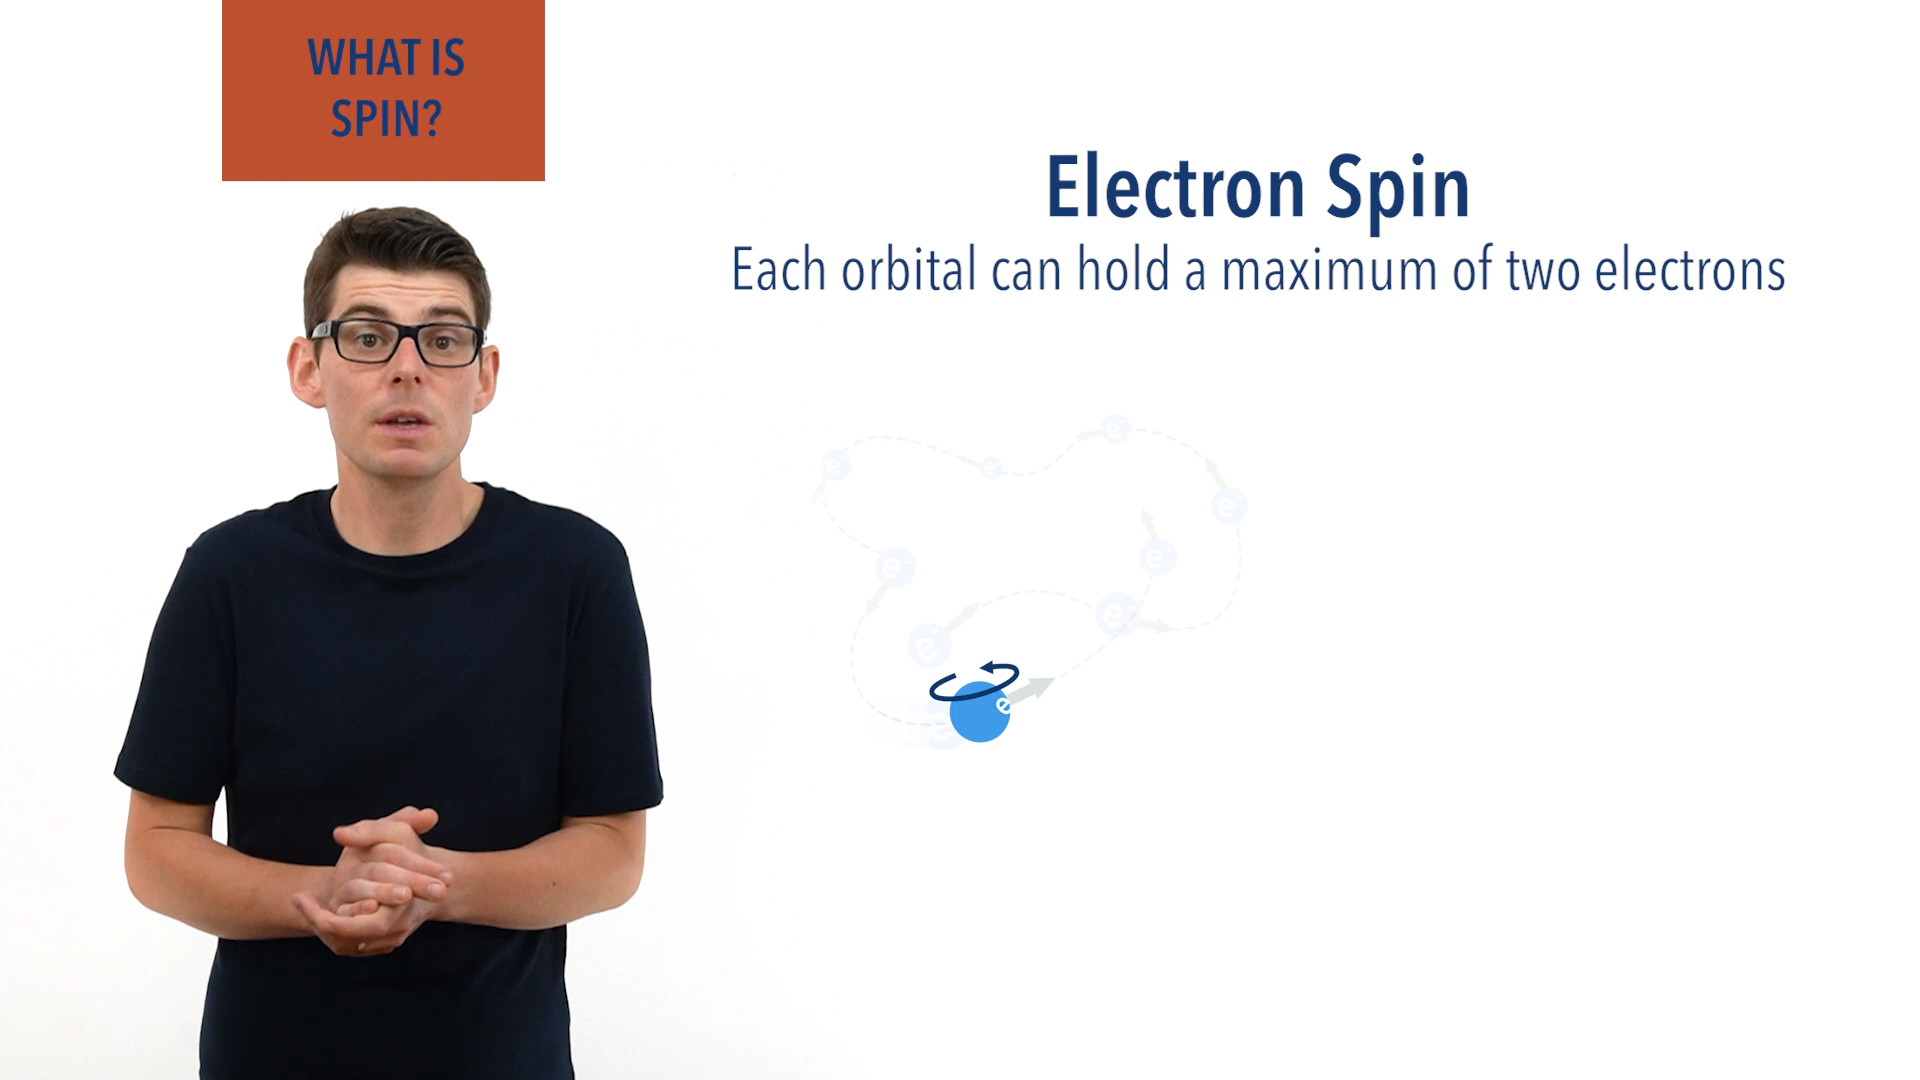 WHAT IS
SPIN?
Electron Spin
Each orbital can hold a maximum of two electrons
e-
e-
e-
e-
e-
e-
e-
e-
e